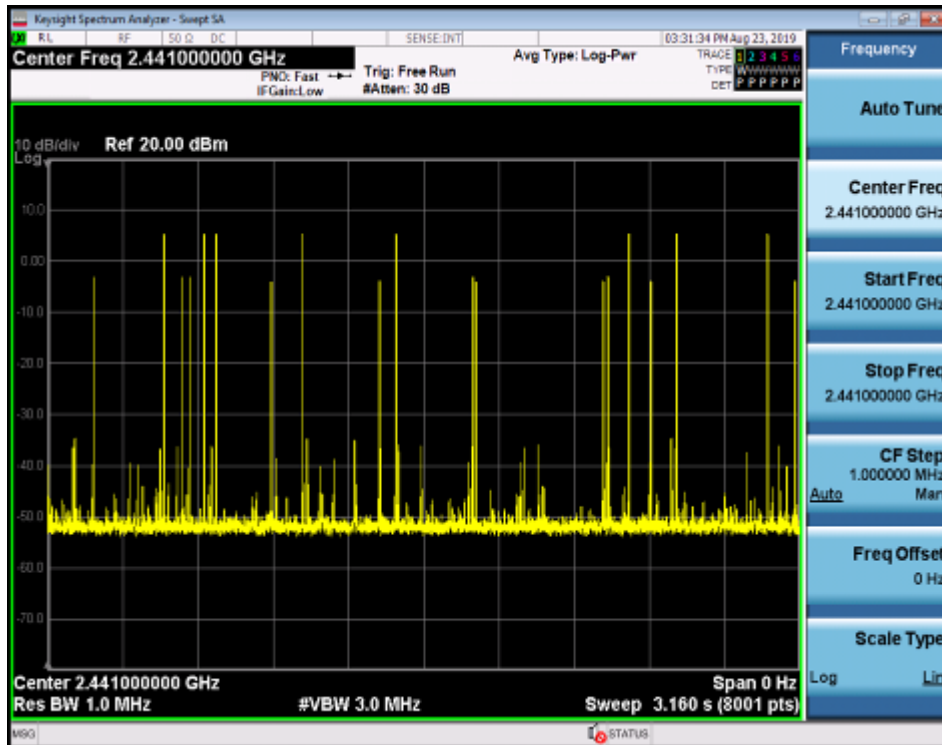 Keysight Spectrum Analyzer - Swept SA
RL RF 50 Ω DC SENSE:INT 03:31:34 PM Aug 23, 2019
Center Freq 2.441000000 GHz
PNO: Fast
IFGain:Low
Trig: Free Run
#Atten: 30 dB
Avg Type: Log-Pwr
TRACE 1 2 3 4 5 6
TYPE WWWWWW
DET P P P P P P
10 dB/div Ref 20.00 dBm
Log
10.0
0.00
-10.0
-20.0
-30.0
-40.0
-50.0
-60.0
-70.0
Center 2.441000000 GHz Span 0 Hz
Res BW 1.0 MHz #VBW 3.0 MHz Sweep 3.160 s (8001 pts)
MSG STATUS
Frequency
Auto Tune
Center Freq
2.441000000 GHz
Start Freq
2.441000000 GHz
Stop Freq
2.441000000 GHz
CF Step
1.000000 MHz
Auto Man
Freq Offset
0 Hz
Scale Type
Log Lin